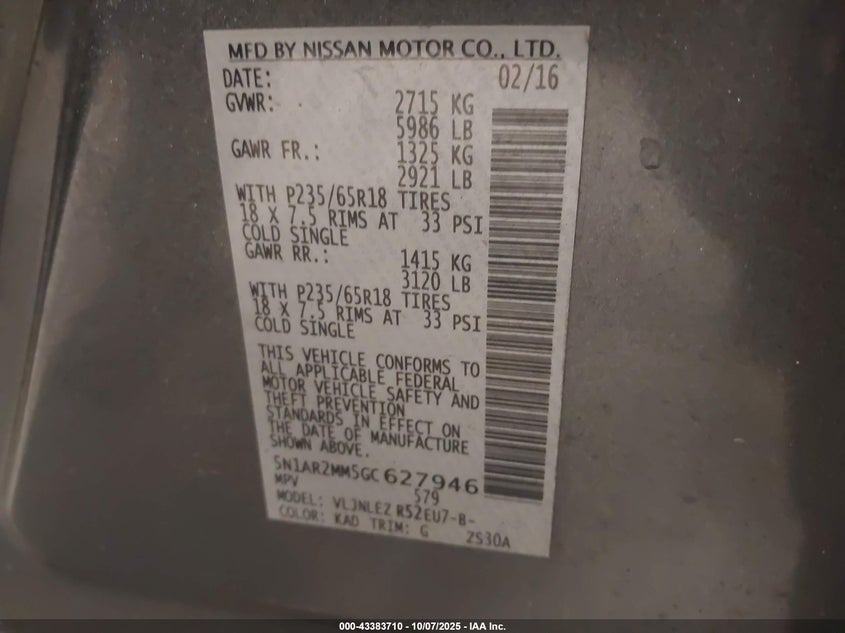 MFD BY NISSAN MOTOR CO., LTD.
DATE: 02/16
GVWR: 2715 KG
5986 LB
GAWR FR.: 1325 KG
2921 LB
WITH P235/65R18 TIRES
18 X 7.5 RIMS AT 33 PSI
COLD SINGLE
GAWR RR.: 1415 KG
3120 LB
WITH P235/65R18 TIRES
18 X 7.5 RIMS AT 33 PSI
COLD SINGLE
THIS VEHICLE CONFORMS TO
ALL APPLICABLE FEDERAL
MOTOR VEHICLE SAFETY AND
THEFT PREVENTION
STANDARDS IN EFFECT ON
THE DATE OF MANUFACTURE
SHOWN ABOVE.
5N1AR2MM5GC627946
MPV 579
MODEL: VLJNLEZ R52EU7-B-
COLOR: KAD TRIM: G ZS30A
000-43383710 - 10/07/2025 - IAA Inc.